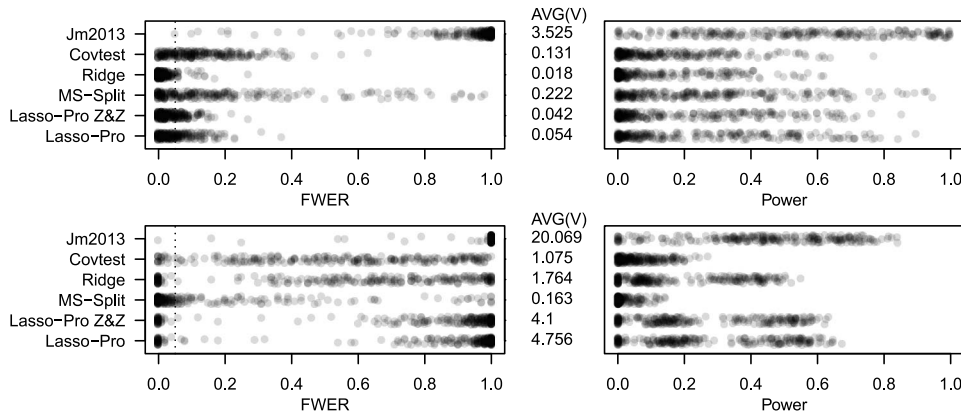 AVG(V)
Jm2013 3.525
Covtest 0.131
Ridge 0.018
MS−Split 0.222
Lasso−Pro Z&Z 0.042
Lasso−Pro 0.054
0.0 0.2 0.4 0.6 0.8 1.0 0.0 0.2 0.4 0.6 0.8 1.0
FWER Power
AVG(V)
Jm2013 20.069
Covtest 1.075
Ridge 1.764
MS−Split 0.163
Lasso−Pro Z&Z 4.1
Lasso−Pro 4.756
0.0 0.2 0.4 0.6 0.8 1.0 0.0 0.2 0.4 0.6 0.8 1.0
FWER Power